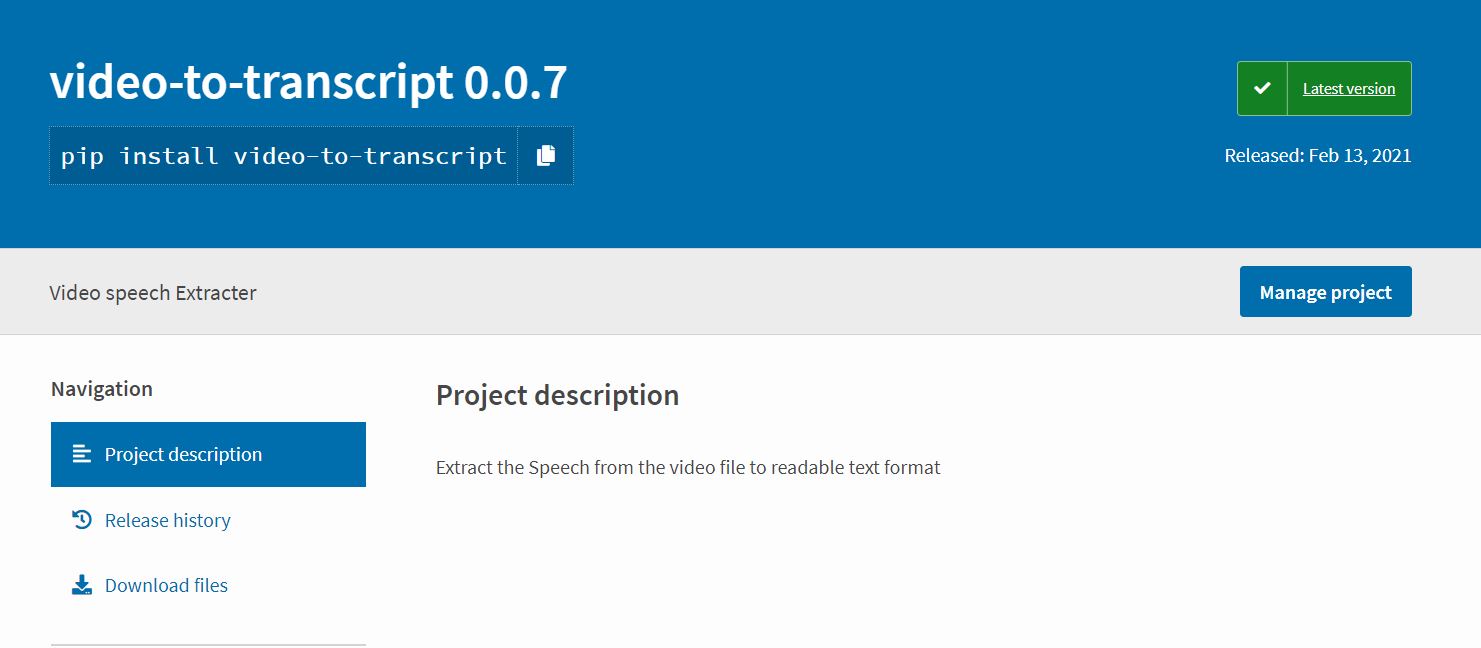 video-to-transcript 0.0.7
pip install video-to-transcript
Latest version
Released: Feb 13, 2021
Video speech Extracter
Manage project
Navigation
Project description
Release history
Download files
Project description
Extract the Speech from the video file to readable text format